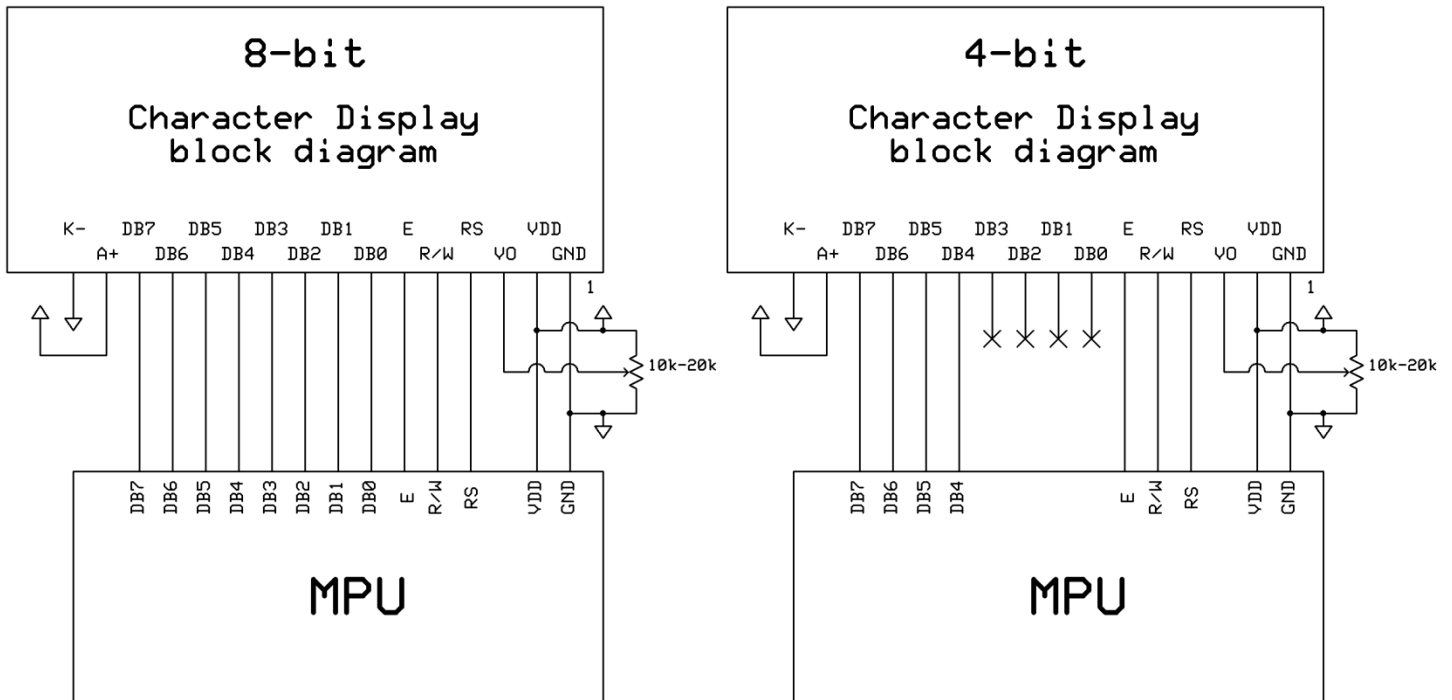 8-bit
Character Display
block diagram
K- DB7 DB5 DB3 DB1 E RS VDD
A+ DB6 DB4 DB2 DB0 R/W VO GND
1
10k-20k
DB7 DB6 DB5 DB4 DB3 DB2 DB1 DB0 E R/W RS VDD GND
MPU
4-bit
Character Display
block diagram
K- DB7 DB5 DB3 DB1 E RS VDD
A+ DB6 DB4 DB2 DB0 R/W VO GND
1
10k-20k
DB7 DB6 DB5 DB4 E R/W RS VDD GND
MPU